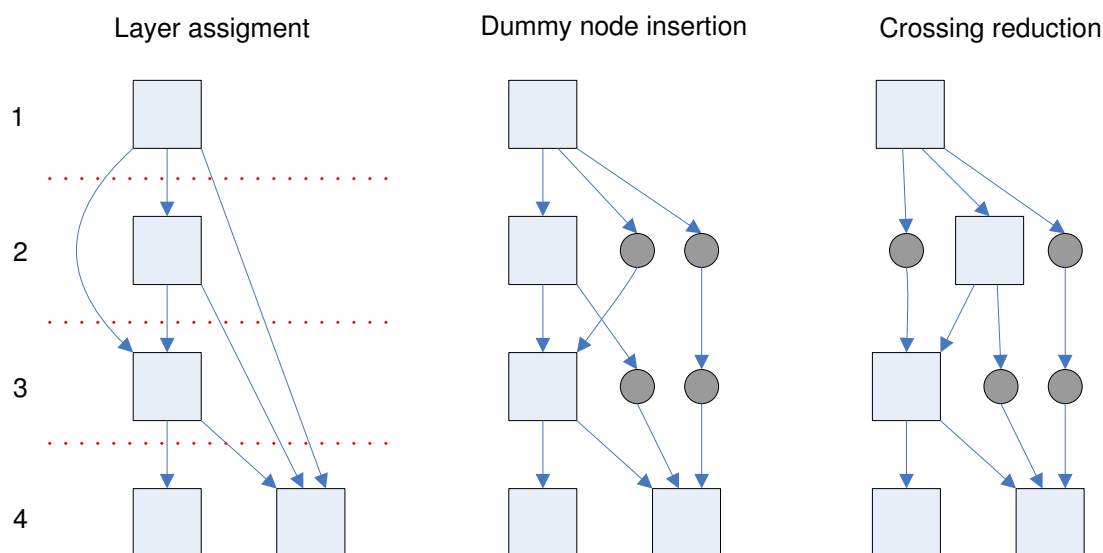 Layer assigment
Dummy node insertion
Crossing reduction
1
2
3
4